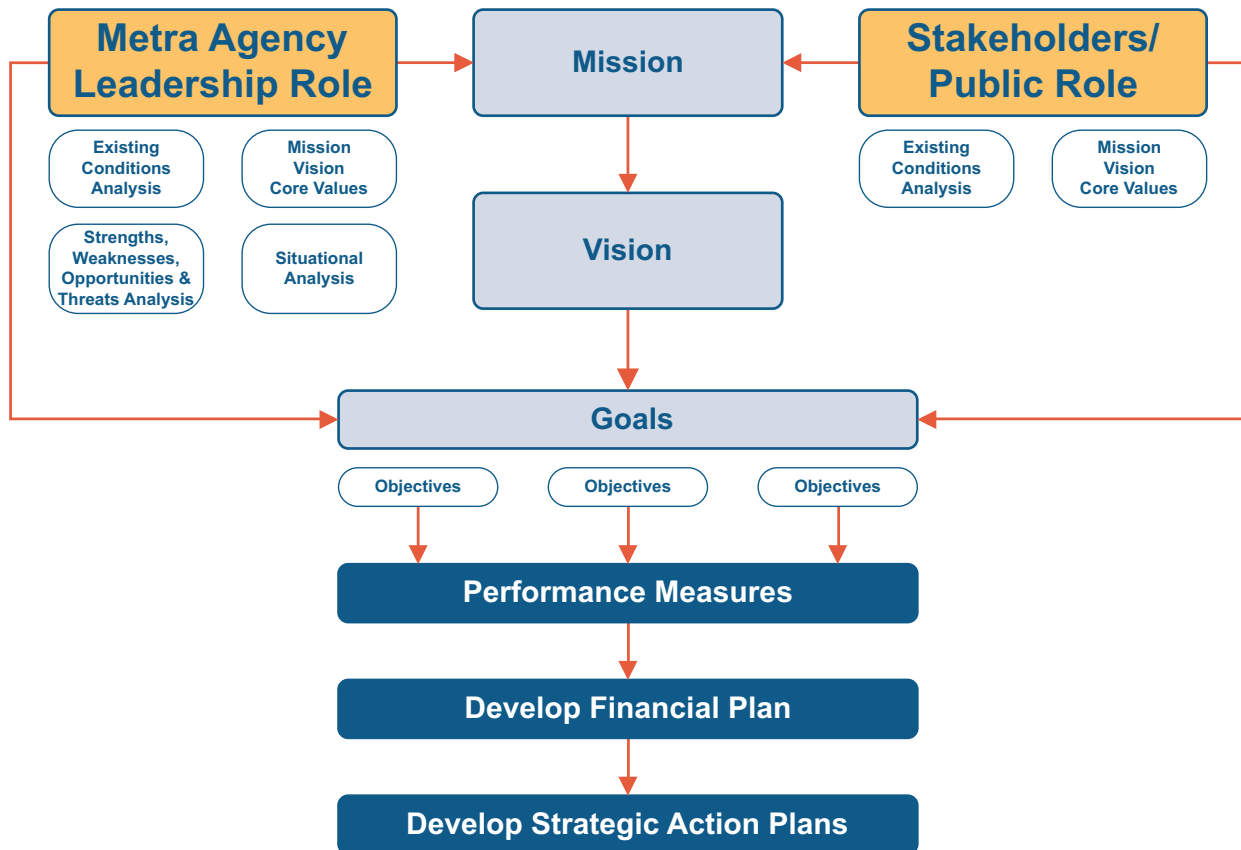 Metra Agency
Leadership Role
Mission
Stakeholders/
Public Role
Existing
Conditions
Analysis
Mission
Vision
Core Values
Existing
Conditions
Analysis
Mission
Vision
Core Values
Strengths,
Weaknesses,
Opportunities &
Threats Analysis
Situational
Analysis
Vision
Goals
Objectives
Objectives
Objectives
Performance Measures
Develop Financial Plan
Develop Strategic Action Plans